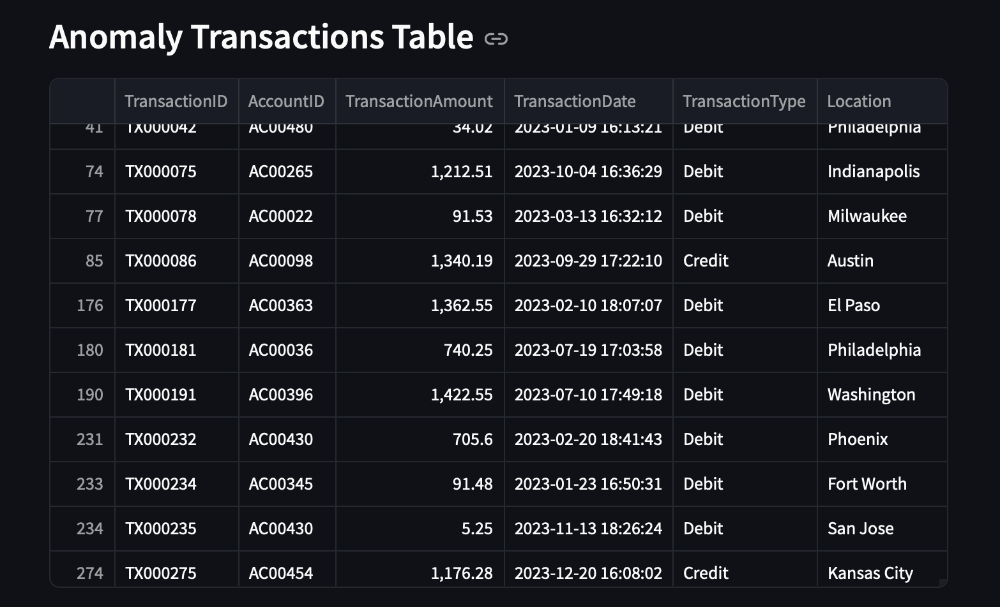 Anomaly Transactions Table
TransactionID AccountID TransactionAmount TransactionDate TransactionType Location
41 TX000042 AC00480 34.02 2023-01-09 16:13:21 Debit Philadelphia
74 TX000075 AC00265 1,212.51 2023-10-04 16:36:29 Debit Indianapolis
77 TX000078 AC00022 91.53 2023-03-13 16:32:12 Debit Milwaukee
85 TX000086 AC00098 1,340.19 2023-09-29 17:22:10 Credit Austin
176 TX000177 AC00363 1,362.55 2023-02-10 18:07:07 Debit El Paso
180 TX000181 AC00036 740.25 2023-07-19 17:03:58 Debit Philadelphia
190 TX000191 AC00396 1,422.55 2023-07-10 17:49:18 Debit Washington
231 TX000232 AC00430 705.6 2023-02-20 18:41:43 Debit Phoenix
233 TX000234 AC00345 91.48 2023-01-23 16:50:31 Debit Fort Worth
234 TX000235 AC00430 5.25 2023-11-13 18:26:24 Debit San Jose
274 TX000275 AC00454 1,176.28 2023-12-20 16:08:02 Credit Kansas City